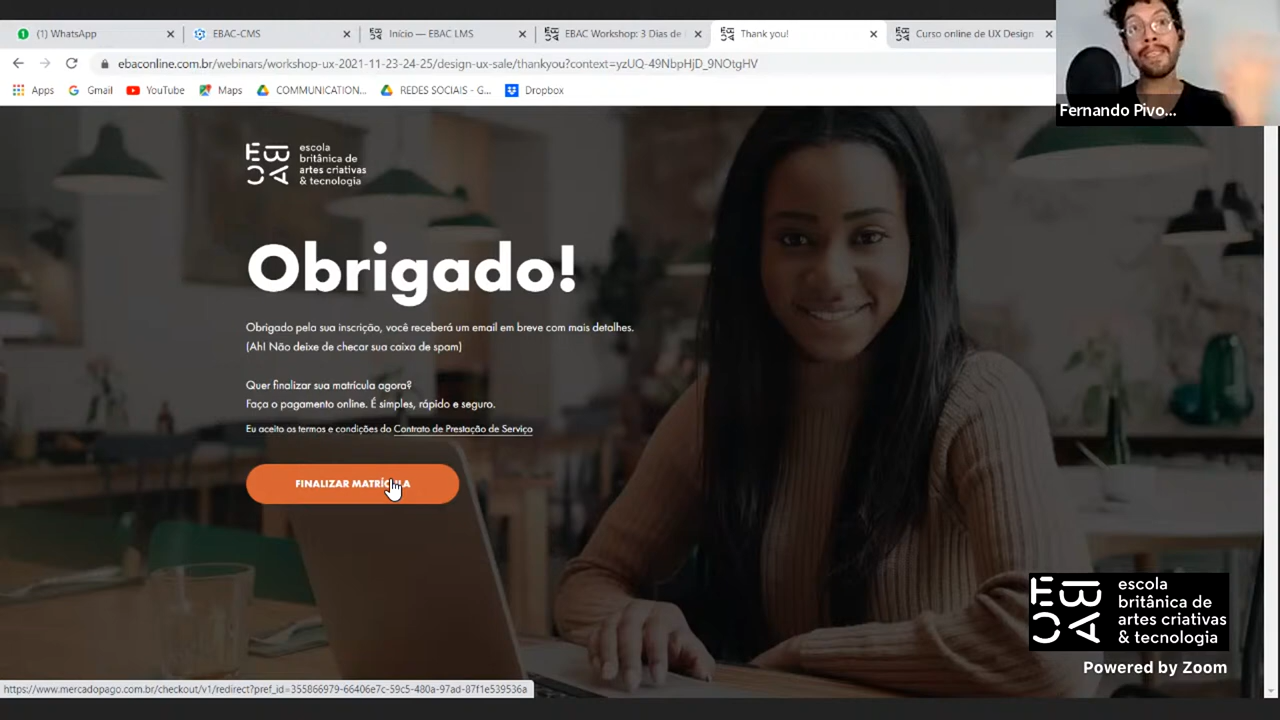 (1) WhatsApp
EBAC-CMS
Início — EBAC LMS
EBAC Workshop: 3 Dias de
Thank you!
Curso online de UX Design
ebaconline.com.br/webinars/workshop-ux-2021-11-23-24-25/design-ux-sale/thankyou?context=yzUQ-49NbpHjD_9NOtgHV
Apps
Gmail
YouTube
Maps
COMMUNICATION...
REDES SOCIAIS - G...
Dropbox
Fernando Pivo...
escola
britânica de
artes criativas
& tecnologia
Obrigado!
Obrigado pela sua inscrição, você receberá um email em breve com mais detalhes.
(Ah! Não deixe de checar sua caixa de spam)
Quer finalizar sua matrícula agora?
Faça o pagamento online. É simples, rápido e seguro.
Eu aceito os termos e condições do Contrato de Prestação de Serviço
FINALIZAR MATRÍCULA
EBAC
escola
britânica de
artes criativas
& tecnologia
Powered by Zoom
https://www.mercadopago.com.br/checkout/v1/redirect?pref_id=355866979-66406e7c-59c5-480a-97ad-87f1e539536a